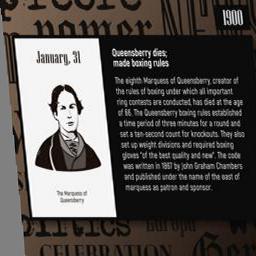 1900
January, 31
Queensberry dies;
made boxing rules
The eighth Marquess of Queensberry, creator of
the rules of boxing under which all important
ring contests are conducted, has died at the age
of 66. The Queensberry boxing rules established
a time period of three minutes for a round and
set a ten-second count for knockouts. They also
set up weight divisions and required boxing
gloves "of the best quality and new". The code
was written in 1867 by John Graham Chambers
and published under the name of the east of
marquess as patron and sponsor.
The Marquess of
Queensberry
CELEBRATION